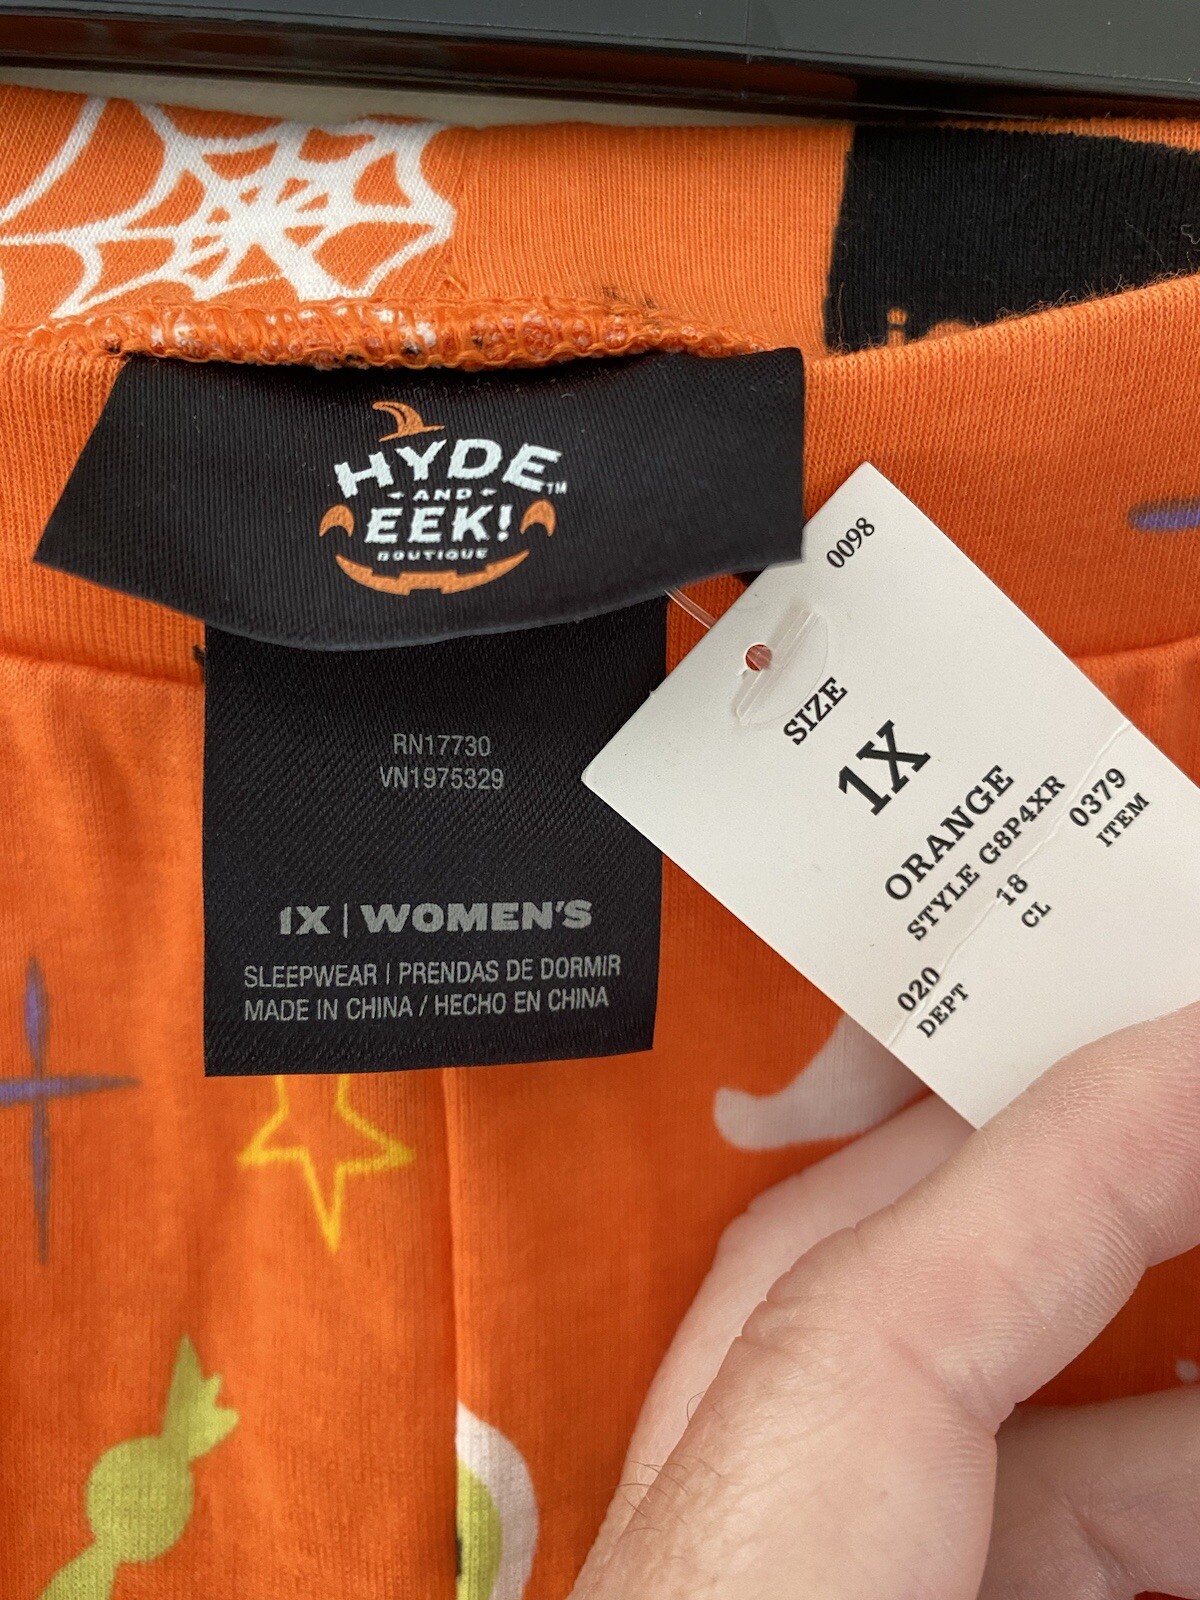 HYDE™
AND
EEK!
BOUTIQUE
RN17730
VN1975329
1X | WOMEN'S
SLEEPWEAR | PRENDAS DE DORMIR
MADE IN CHINA / HECHO EN CHINA
0098
SIZE
1X
ORANGE
STYLE G8P4XR
020 18 0379
DEPT CL ITEM